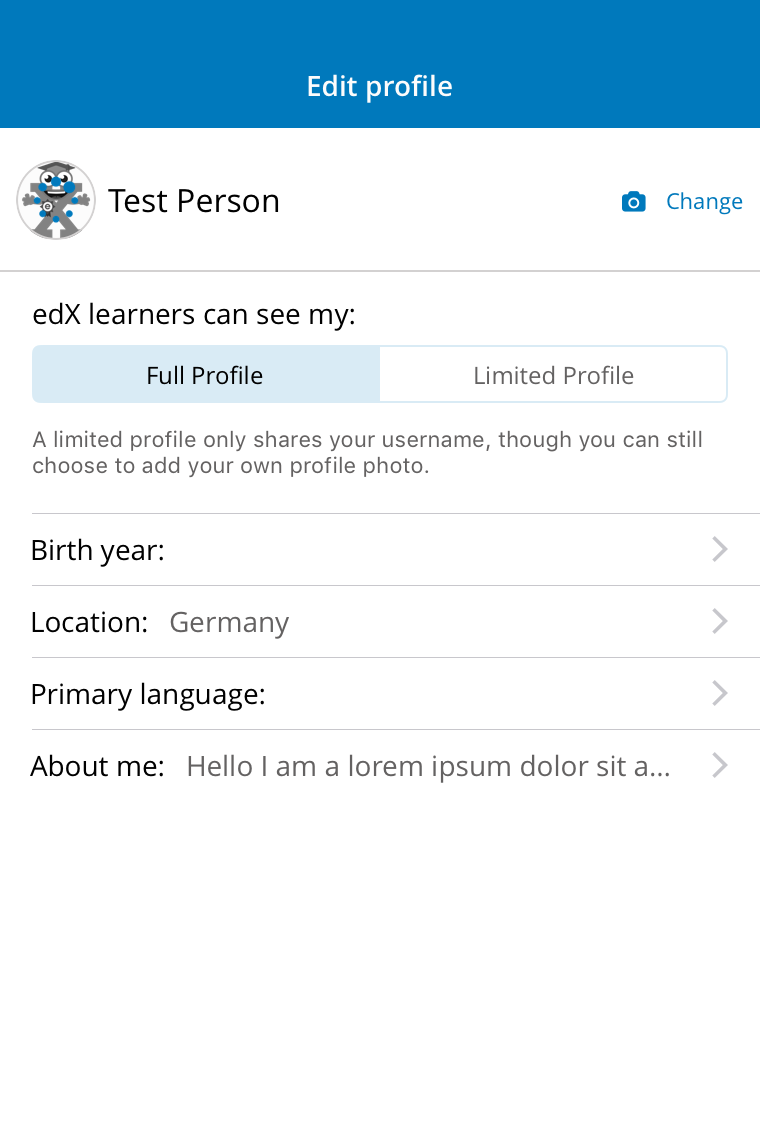 Edit profile
Test Person
Change
edX learners can see my:
Full Profile
Limited Profile
A limited profile only shares your username, though you can still
choose to add your own profile photo.
Birth year:
Location: Germany
Primary language:
About me: Hello I am a lorem ipsum dolor sit a...